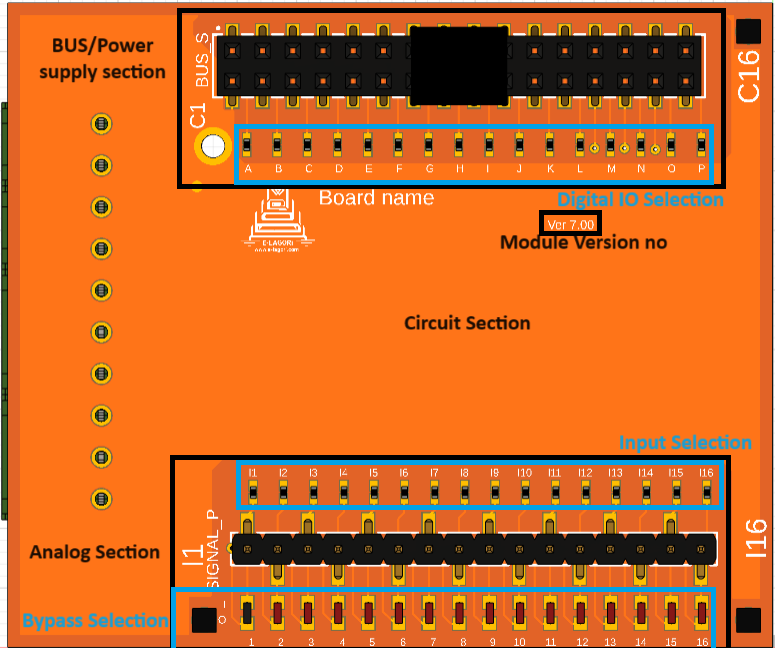 BUS/Power
supply section
BUS_S
C1
C16
A B C D E F G H I J K L M N O P
Board name
Digital IO Selection
E-LAGORI
Ver 7.00
Module Version no
Circuit Section
Input Selection
I1 I2 I3 I4 I5 I6 I7 I8 I9 I10 I11 I12 I13 I14 I15 I16
I1
SIGNAL_P
I16
Analog Section
Bypass Selection
I
O
1 2 3 4 5 6 7 8 9 10 11 12 13 14 15 16